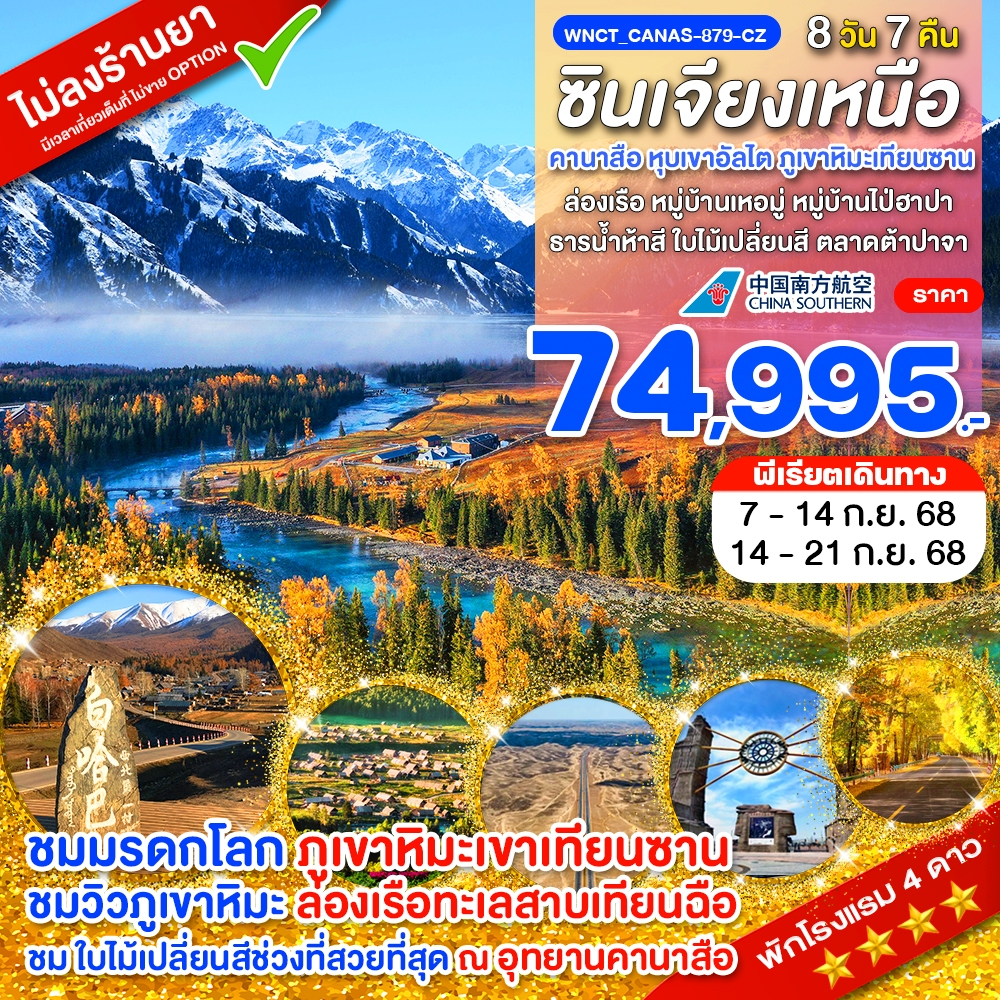 ไม่ลงร้านยา
มีเวลาเที่ยวเต็มที่ ไม่ขาย OPTION
WNCT_CANAS-879-CZ
8 วัน 7 คืน
ซินเจียงเหนือ
คานาสือ หุบเขาอัลไต ภูเขาหิมะเทียนซาน
ล่องเรือ หมู่บ้านเหอมู่ หมู่บ้านไป่ฮาปา
ธารน้ำห้าสี ใบไม้เปลี่ยนสี ตลาดต้าปาจา
中国南方航空
CHINA SOUTHERN
ราคา
74,995.-
พีเรียตเดินทาง
7 - 14 ก.ย. 68
14 - 21 ก.ย. 68
白哈巴
西北一村
ชมมรดกโลก ภูเขาหิมะเขาเทียนซาน
ชมวิวภูเขาหิมะ ล่องเรือทะเลสาบเทียนฉือ
ชม ใบไม้เปลี่ยนสีช่วงที่สวยที่สุด ณ อุทยานคานาสือ
พักโรงแรม 4 ดาว